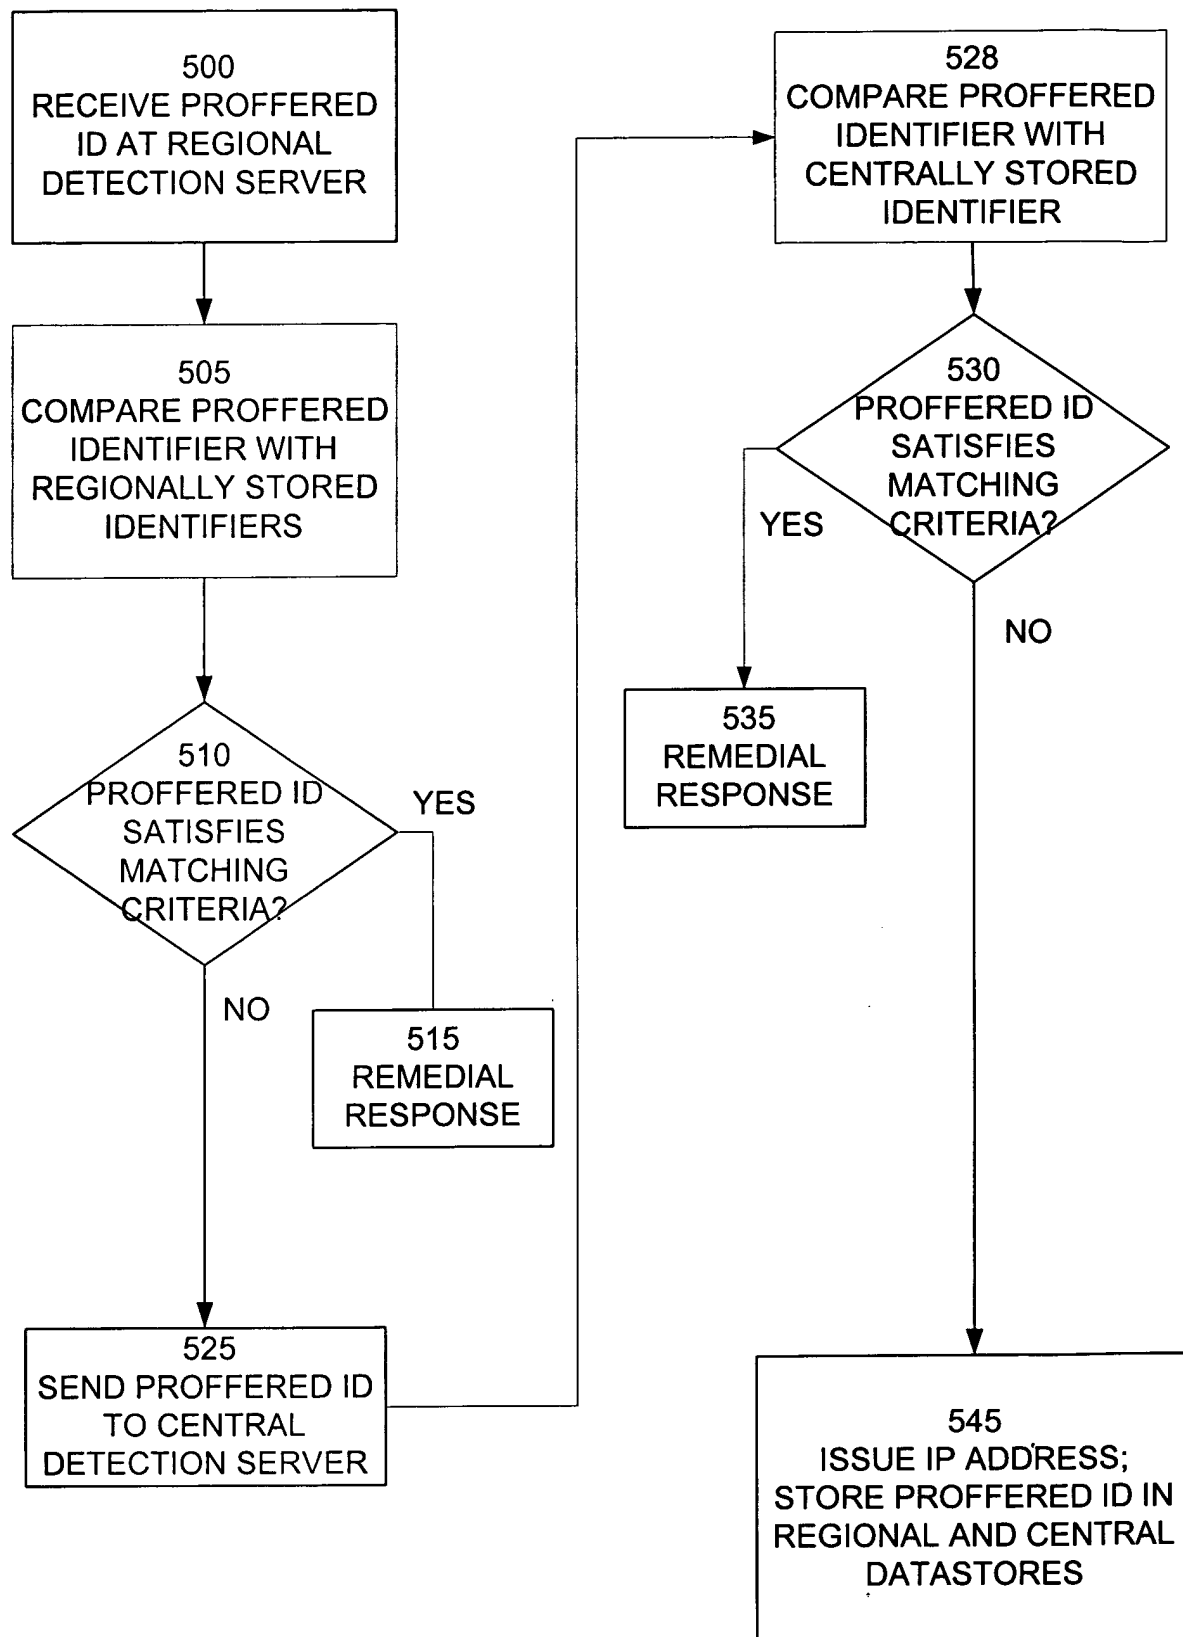 500
RECEIVE PROFFERED
ID AT REGIONAL
DETECTION SERVER
505
COMPARE PROFFERED
IDENTIFIER WITH
REGIONALLY STORED
IDENTIFIERS
510
PROFFERED ID
SATISFIES
MATCHING
CRITERIA?
YES
NO
515
REMEDIAL
RESPONSE
525
SEND PROFFERED ID
TO CENTRAL
DETECTION SERVER
528
COMPARE PROFFERED
IDENTIFIER WITH
CENTRALLY STORED
IDENTIFIER
530
PROFFERED ID
SATISFIES
MATCHING
CRITERIA?
YES
NO
535
REMEDIAL
RESPONSE
545
ISSUE IP ADDRESS;
STORE PROFFERED ID IN
REGIONAL AND CENTRAL
DATASTORES